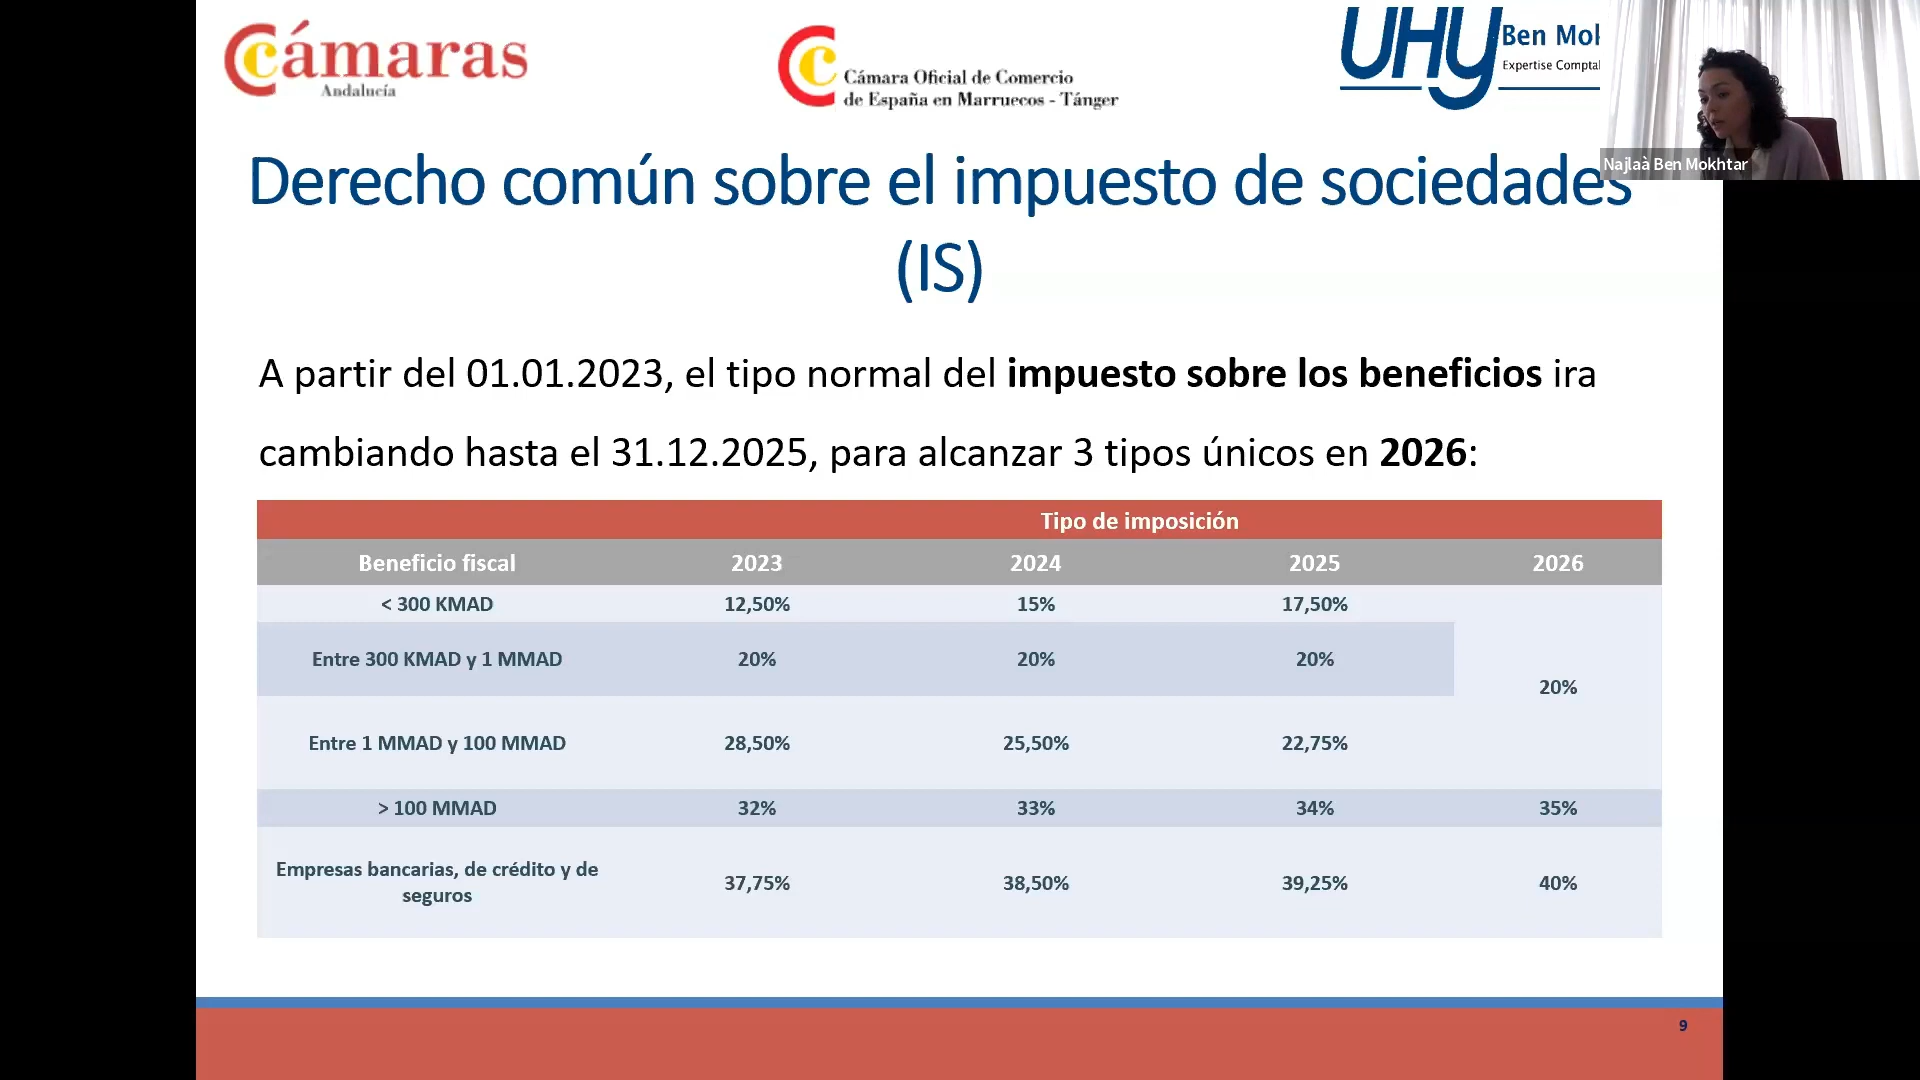 Cámaras
Andalucía
Cámara Oficial de Comercio
de España en Marruecos - Tánger
UHY
Ben
Expertise
Najlaà Ben Mokhtar
Derecho común sobre el impuesto de sociedades
(IS)
A partir del 01.01.2023, el tipo normal del impuesto sobre los beneficios ira
cambiando hasta el 31.12.2025, para alcanzar 3 tipos únicos en 2026:
Tipo de imposición
Beneficio fiscal 2023 2024 2025 2026
< 300 KMAD 12,50% 15% 17,50%
Entre 300 KMAD y 1 MMAD 20% 20% 20%
20%
Entre 1 MMAD y 100 MMAD 28,50% 25,50% 22,75%
> 100 MMAD 32% 33% 34% 35%
Empresas bancarias, de crédito y de
seguros 37,75% 38,50% 39,25% 40%
9